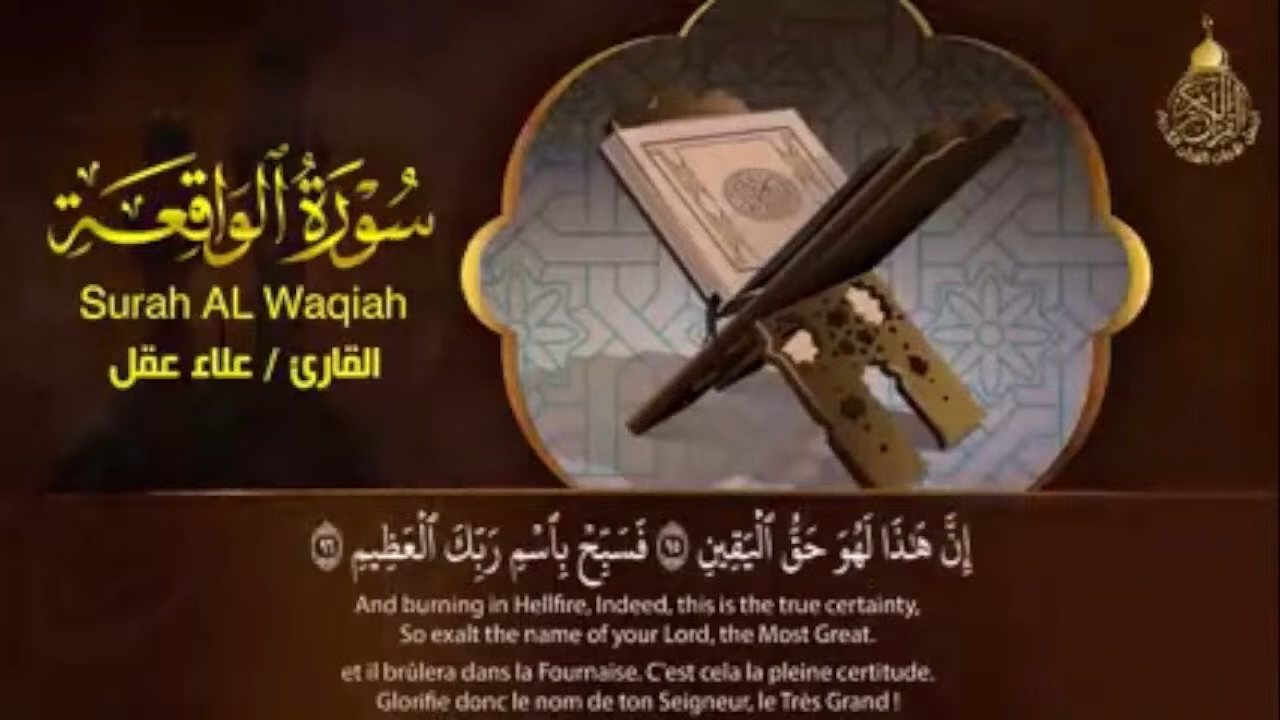 سُورَةُ ٱلْوَاقِعَةِ
Surah AL Waqiah
القارئ / علاء عقل
إِنَّ هَٰذَا لَهُوَ حَقُّ ٱلْيَقِينِ ٩٥ فَسَبِّحْ بِٱسْمِ رَبِّكَ ٱلْعَظِيمِ ٩٦
And burning in Hellfire, Indeed, this is the true certainty,
So exalt the name of your Lord, the Most Great.
et il brûlera dans la Fournaise. C'est cela la pleine certitude.
Glorifie donc le nom de ton Seigneur, le Très Grand !